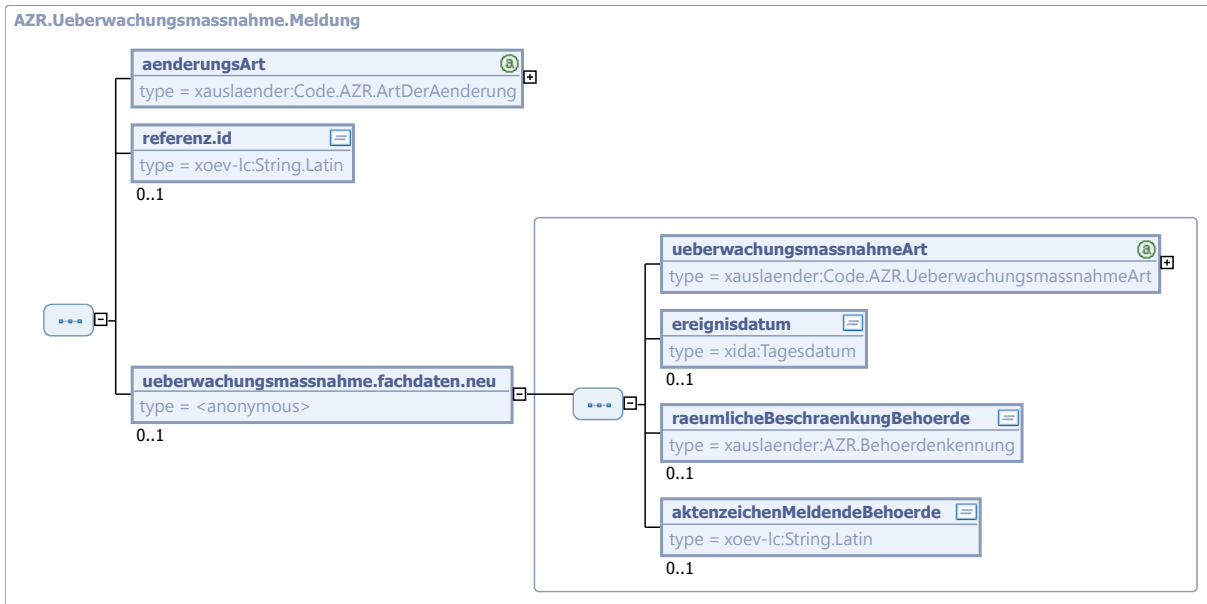 AZR.Ueberwachungsmassnahme.Meldung
aenderungsArt
type = xauslaender:Code.AZR.ArtDerAenderung
referenz.id
type = xoev-lc:String.Latin
0..1
ueberwachungsmassnahme.fachdaten.neu
type = <anonymous>
0..1
ueberwachungsmassnahmeArt
type = xauslaender:Code.AZR.UeberwachungsmassnahmeArt
ereignisdatum
type = xida:Tagesdatum
0..1
raeumlicheBeschraenkungBehoerde
type = xauslaender:AZR.Behoerdenkennung
0..1
aktenzeichenMeldendeBehoerde
type = xoev-lc:String.Latin
0..1